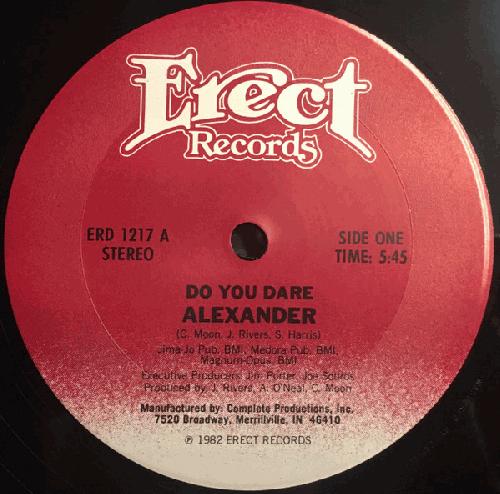 Erect
Records
ERD 1217 A
STEREO
SIDE ONE
TIME: 5:45
DO YOU DARE
ALEXANDER
(C. Moon, J. Rivers, S. Harris)
Jima-Jo Pub. BMI, Medora Pub. BMI,
Magnum-Opus, BMI
Executive Producers: Jim Porter, Joe
Produced by: J. Rivers, A. O'Neal, C. Moon
Manufactured by: Complete Productions, Inc.
7520 Broadway, Merrillville, IN 46410
℗ 1982 ERECT RECORDS